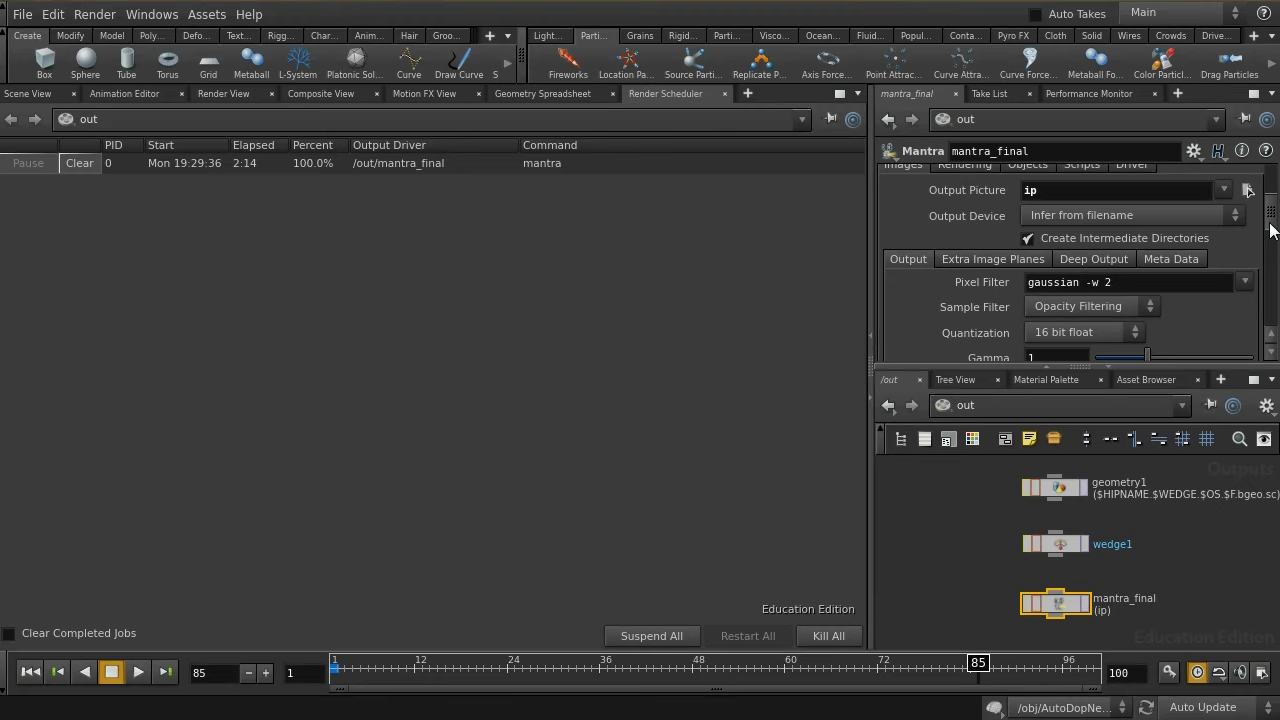 File Edit Render Windows Assets Help Auto Takes Main
Create Modify Model Poly... Defo... Text... Rigg... Char... Anim... Hair Groo... Light... Parti... Grains Rigid... Parti... Visco... Ocean... Fluid... Popul... Conta... Pyro FX Cloth Solid Wires Crowds Drive...
Box Sphere Tube Torus Grid Metaball L-System Platonic Sol... Curve Draw Curve S Fireworks Location Pa... Source Parti... Replicate P... Axis Force... Point Attrac... Curve Attra... Curve Force... Metaball Fo... Color Particl... Drag Particles
Scene View Animation Editor Render View Composite View Motion FX View Geometry Spreadsheet Render Scheduler mantra_final Take List Performance Monitor
out out
PID Start Elapsed Percent Output Driver Command
Pause Clear 0 Mon 19:29:36 2:14 100.0% /out/mantra_final mantra
Mantra mantra_final
Images Rendering Objects Scripts Driver
Output Picture ip
Output Device Infer from filename
Create Intermediate Directories
Output Extra Image Planes Deep Output Meta Data
Pixel Filter gaussian -w 2
Sample Filter Opacity Filtering
Quantization 16 bit float
Gamma 1
/out Tree View Material Palette Asset Browser
out
Outputs
geometry1
($HIPNAME.$WEDGE.$OS.$F.bgeo.sc)
wedge1
mantra_final
(ip)
Education Edition
Education Edition
Clear Completed Jobs Suspend All Restart All Kill All
85 1 1 12 24 36 48 60 72 85 96 100
/obj/AutoDopNe... Auto Update